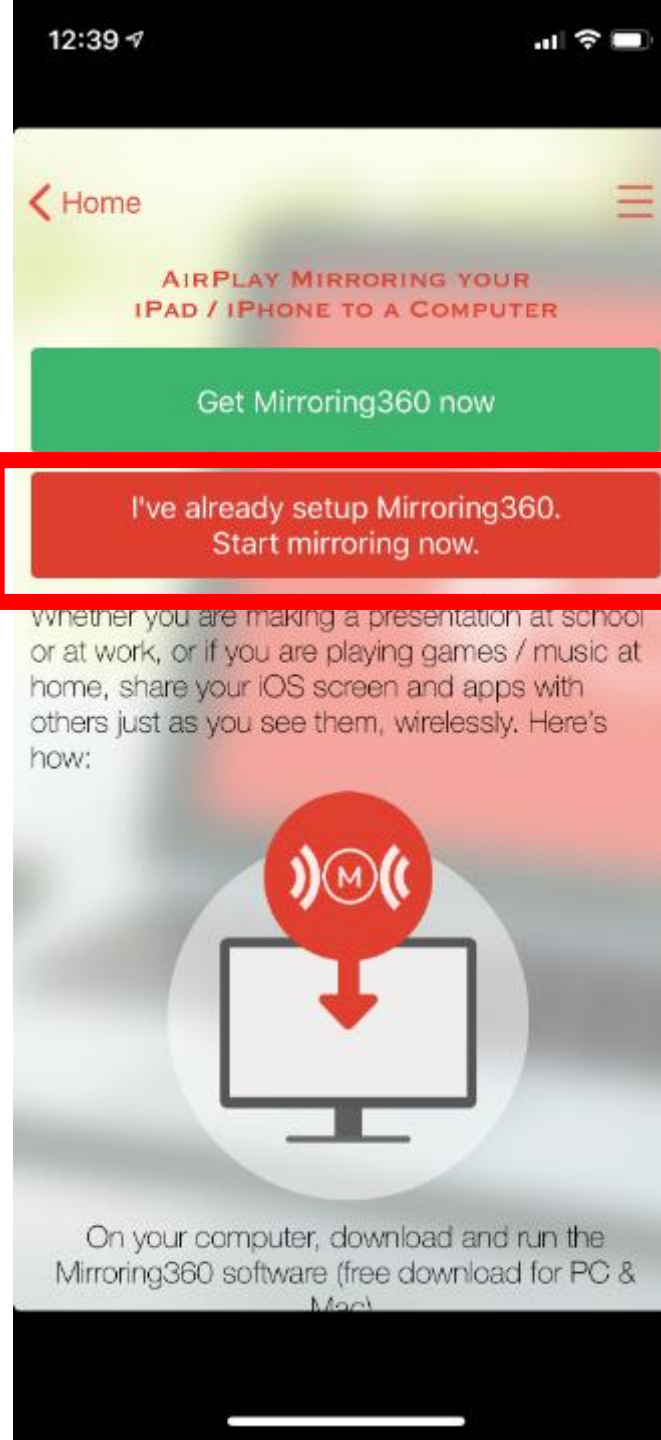 12:39
Home
AIRPLAY MIRRORING YOUR
IPAD / IPHONE TO A COMPUTER
Get Mirroring360 now
I've already setup Mirroring360.
Start mirroring now.
Whether you are making a presentation at school
or at work, or if you are playing games / music at
home, share your iOS screen and apps with
others just as you see them, wirelessly. Here's
how:
M
On your computer, download and run the
Mirroring360 software (free download for PC &
Mac)